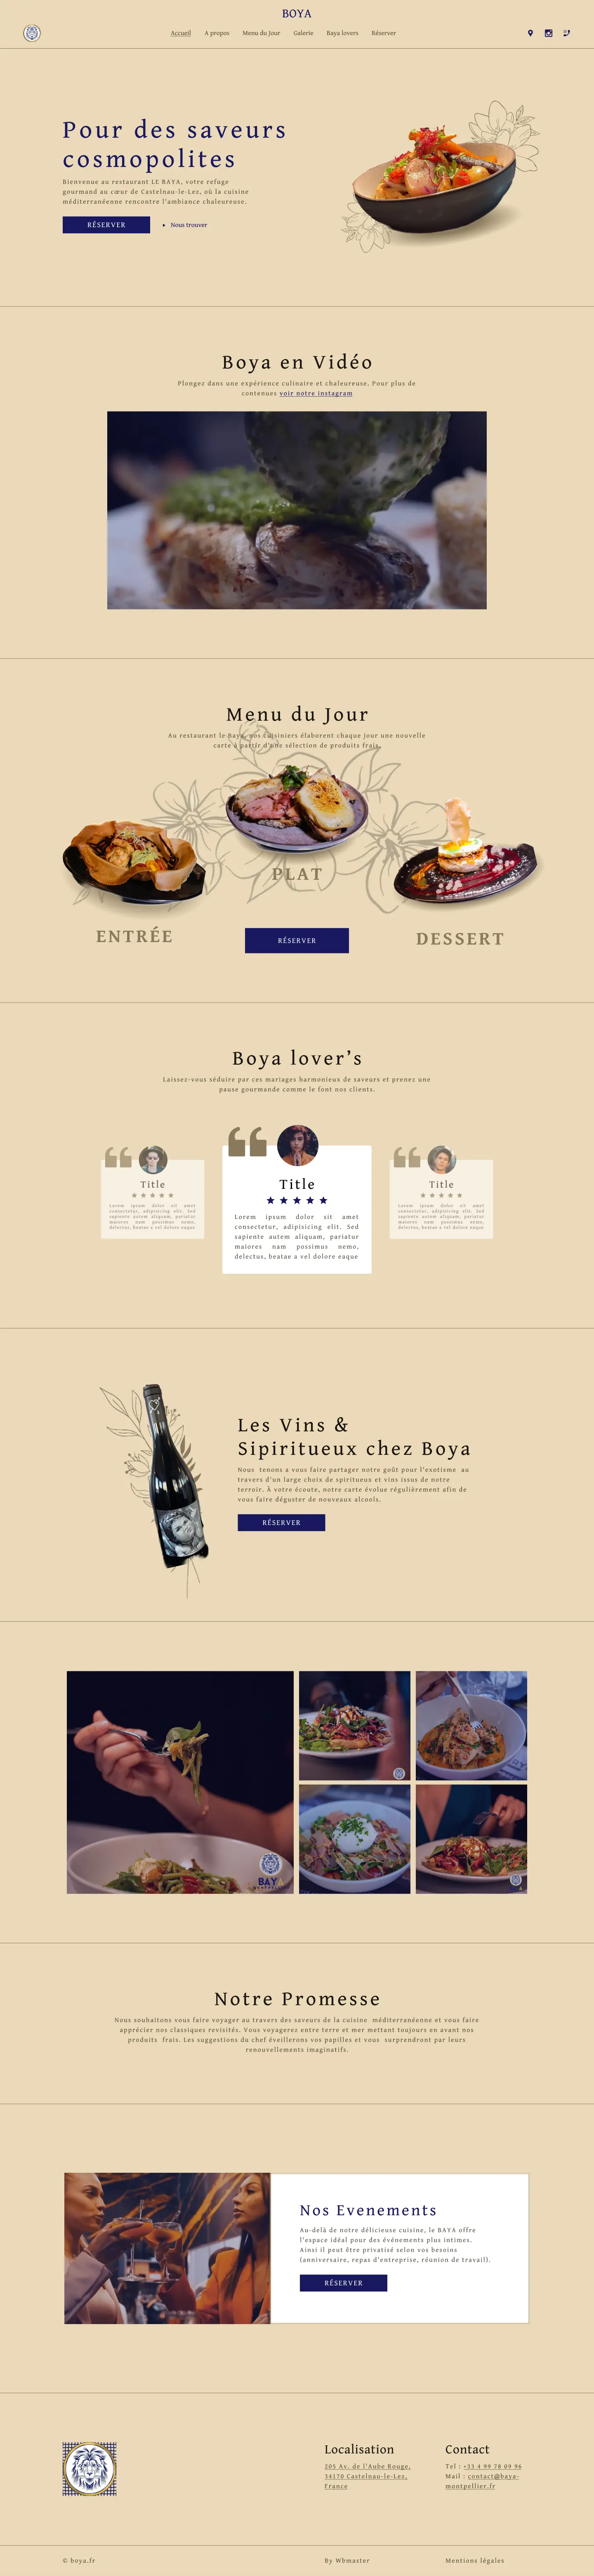 BOYA
Accueil
A propos
Menu du Jour
Galerie
Baya lovers
Réserver
Pour des saveurs
cosmopolites
Bienvenue au restaurant LE BAYA, votre refuge
gourmand au cœur de Castelnau-le-Lez, où la cuisine
méditerranéenne rencontre l'ambiance chaleureuse.
RÉSERVER
Nous trouver
Boya en Vidéo
Plongez dans une expérience culinaire et chaleureuse. Pour plus de
contenues voir notre instagram
Menu du Jour
Au restaurant le Baya, nos cuisiniers élaborent chaque jour une nouvelle
carte à partir d'une sélection de produits frais.
PLAT
ENTRÉE
RÉSERVER
DESSERT
Boya lover's
Laissez-vous séduire par ces mariages harmonieux de saveurs et prenez une
pause gourmande comme le font nos clients.
Title
Lorem ipsum dolor sit amet
consectetur, adipisicing elit. Sed
sapiente autem aliquam, pariatur
maiores nam possimus nemo,
delectus, beatae a vel dolore eaque
Title
Lorem ipsum dolor sit amet
consectetur, adipisicing elit. Sed
sapiente autem aliquam, pariatur
maiores nam possimus nemo,
delectus, beatae a vel dolore eaque
Title
Lorem ipsum dolor sit amet
consectetur, adipisicing elit. Sed
sapiente autem aliquam, pariatur
maiores nam possimus nemo,
delectus, beatae a vel dolore eaque
Les Vins &
Sipiritueux chez Boya
Nous tenons a vous faire partager notre goût pour l'exotisme au
travers d'un large choix de spiritueux et vins issus de notre
terroir. À votre écoute, notre carte évolue régulièrement afin de
vous faire déguster de nouveaux alcools.
RÉSERVER
BAYA
Notre Promesse
Nous souhaitons vous faire voyager au travers des saveurs de la cuisine méditerranéenne et vous faire
apprécier nos classiques revisités. Vous voyagerez entre terre et mer mettant toujours en avant nos
produits frais. Les suggestions du chef éveillerons vos papilles et vous surprendront par leurs
renouvellements imaginatifs.
Nos Evenements
Au-delà de notre délicieuse cuisine, le BAYA offre
l'espace idéal pour des événements plus intimes.
Ainsi il peut être privatisé selon vos besoins
(anniversaire, repas d'entreprise, réunion de travail).
RÉSERVER
Localisation
205 Av. de l'Aube Rouge,
34170 Castelnau-le-Lez,
France
Contact
Tel : +33 4 99 78 09 96
Mail : contact@baya-
montpellier.fr
© boya.fr
By Wbmaster
Mentions légales